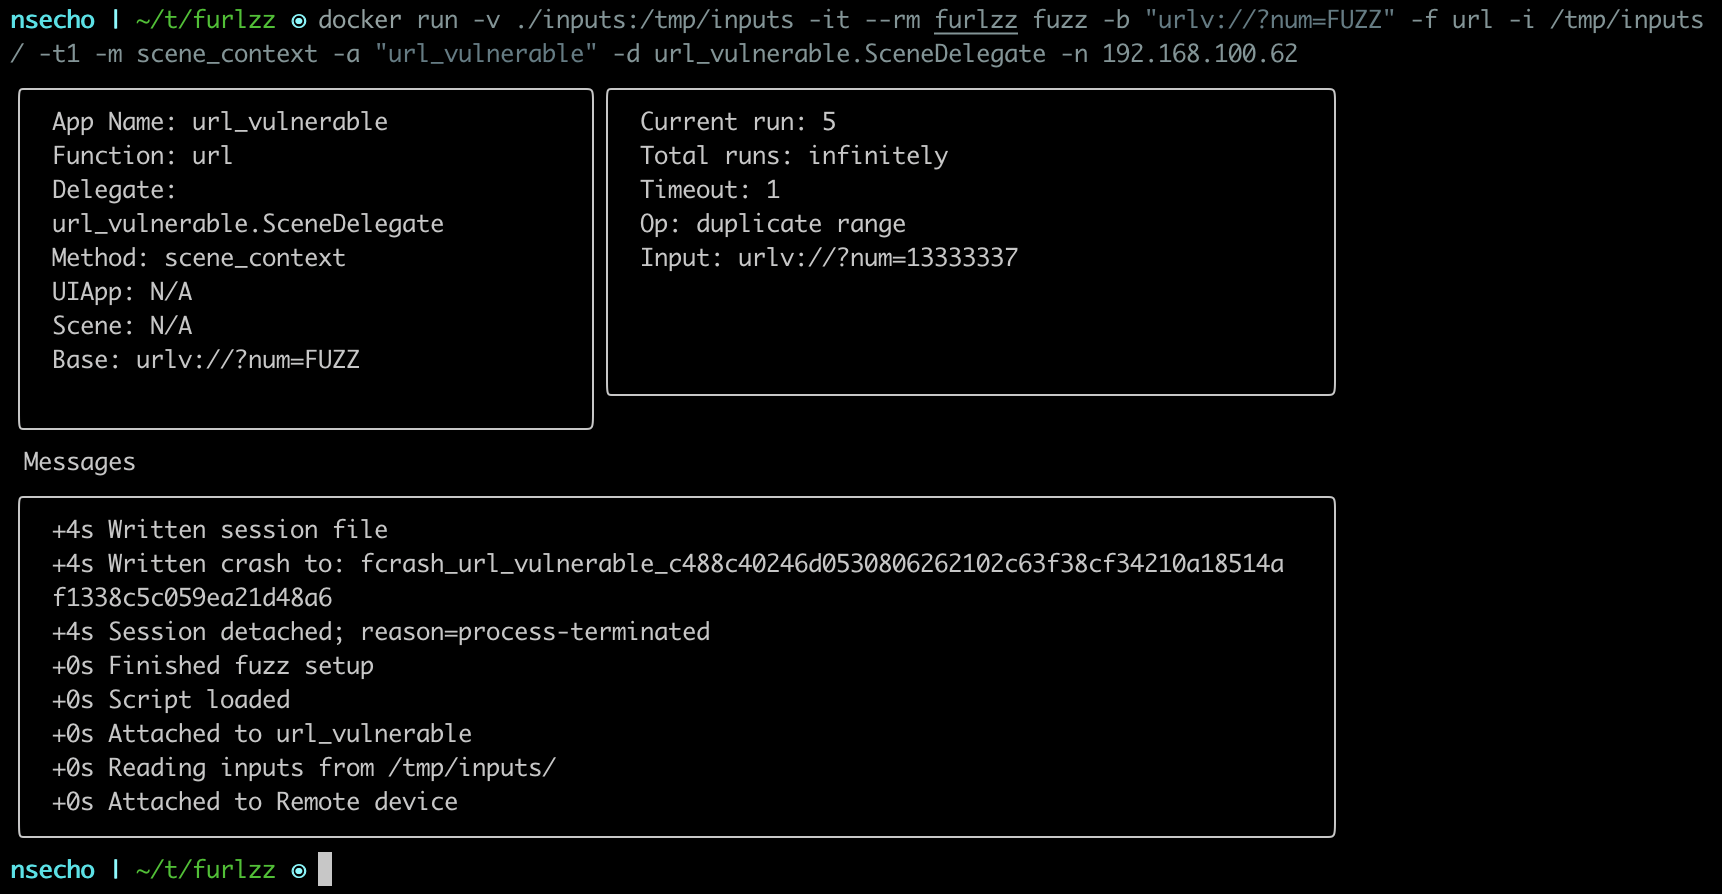 nsecho | ~/t/furlzz ⦿ docker run -v ./inputs:/tmp/inputs -it --rm furlzz fuzz -b "urlv://?num=FUZZ" -f url -i /tmp/inputs
/ -t1 -m scene_context -a "url_vulnerable" -d url_vulnerable.SceneDelegate -n 192.168.100.62
App Name: url_vulnerable
Function: url
Delegate:
url_vulnerable.SceneDelegate
Method: scene_context
UIApp: N/A
Scene: N/A
Base: urlv://?num=FUZZ
Current run: 5
Total runs: infinitely
Timeout: 1
Op: duplicate range
Input: urlv://?num=13333337
Messages
+4s Written session file
+4s Written crash to: fcrash_url_vulnerable_c488c40246d0530806262102c63f38cf34210a18514a
f1338c5c059ea21d48a6
+4s Session detached; reason=process-terminated
+0s Finished fuzz setup
+0s Script loaded
+0s Attached to url_vulnerable
+0s Reading inputs from /tmp/inputs/
+0s Attached to Remote device
nsecho | ~/t/furlzz ⦿